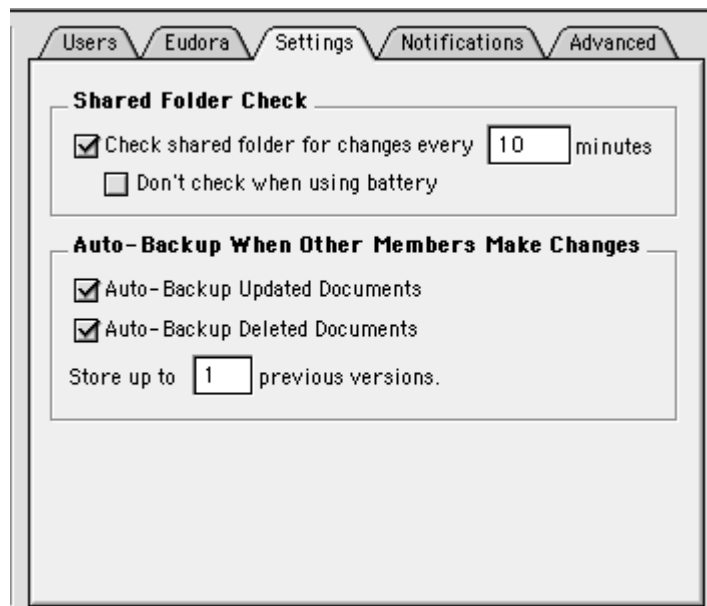 Users Eudora Settings Notifications Advanced
Shared Folder Check
Check shared folder for changes every 10 minutes
Don't check when using battery
Auto-Backup When Other Members Make Changes
Auto-Backup Updated Documents
Auto-Backup Deleted Documents
Store up to 1 previous versions.